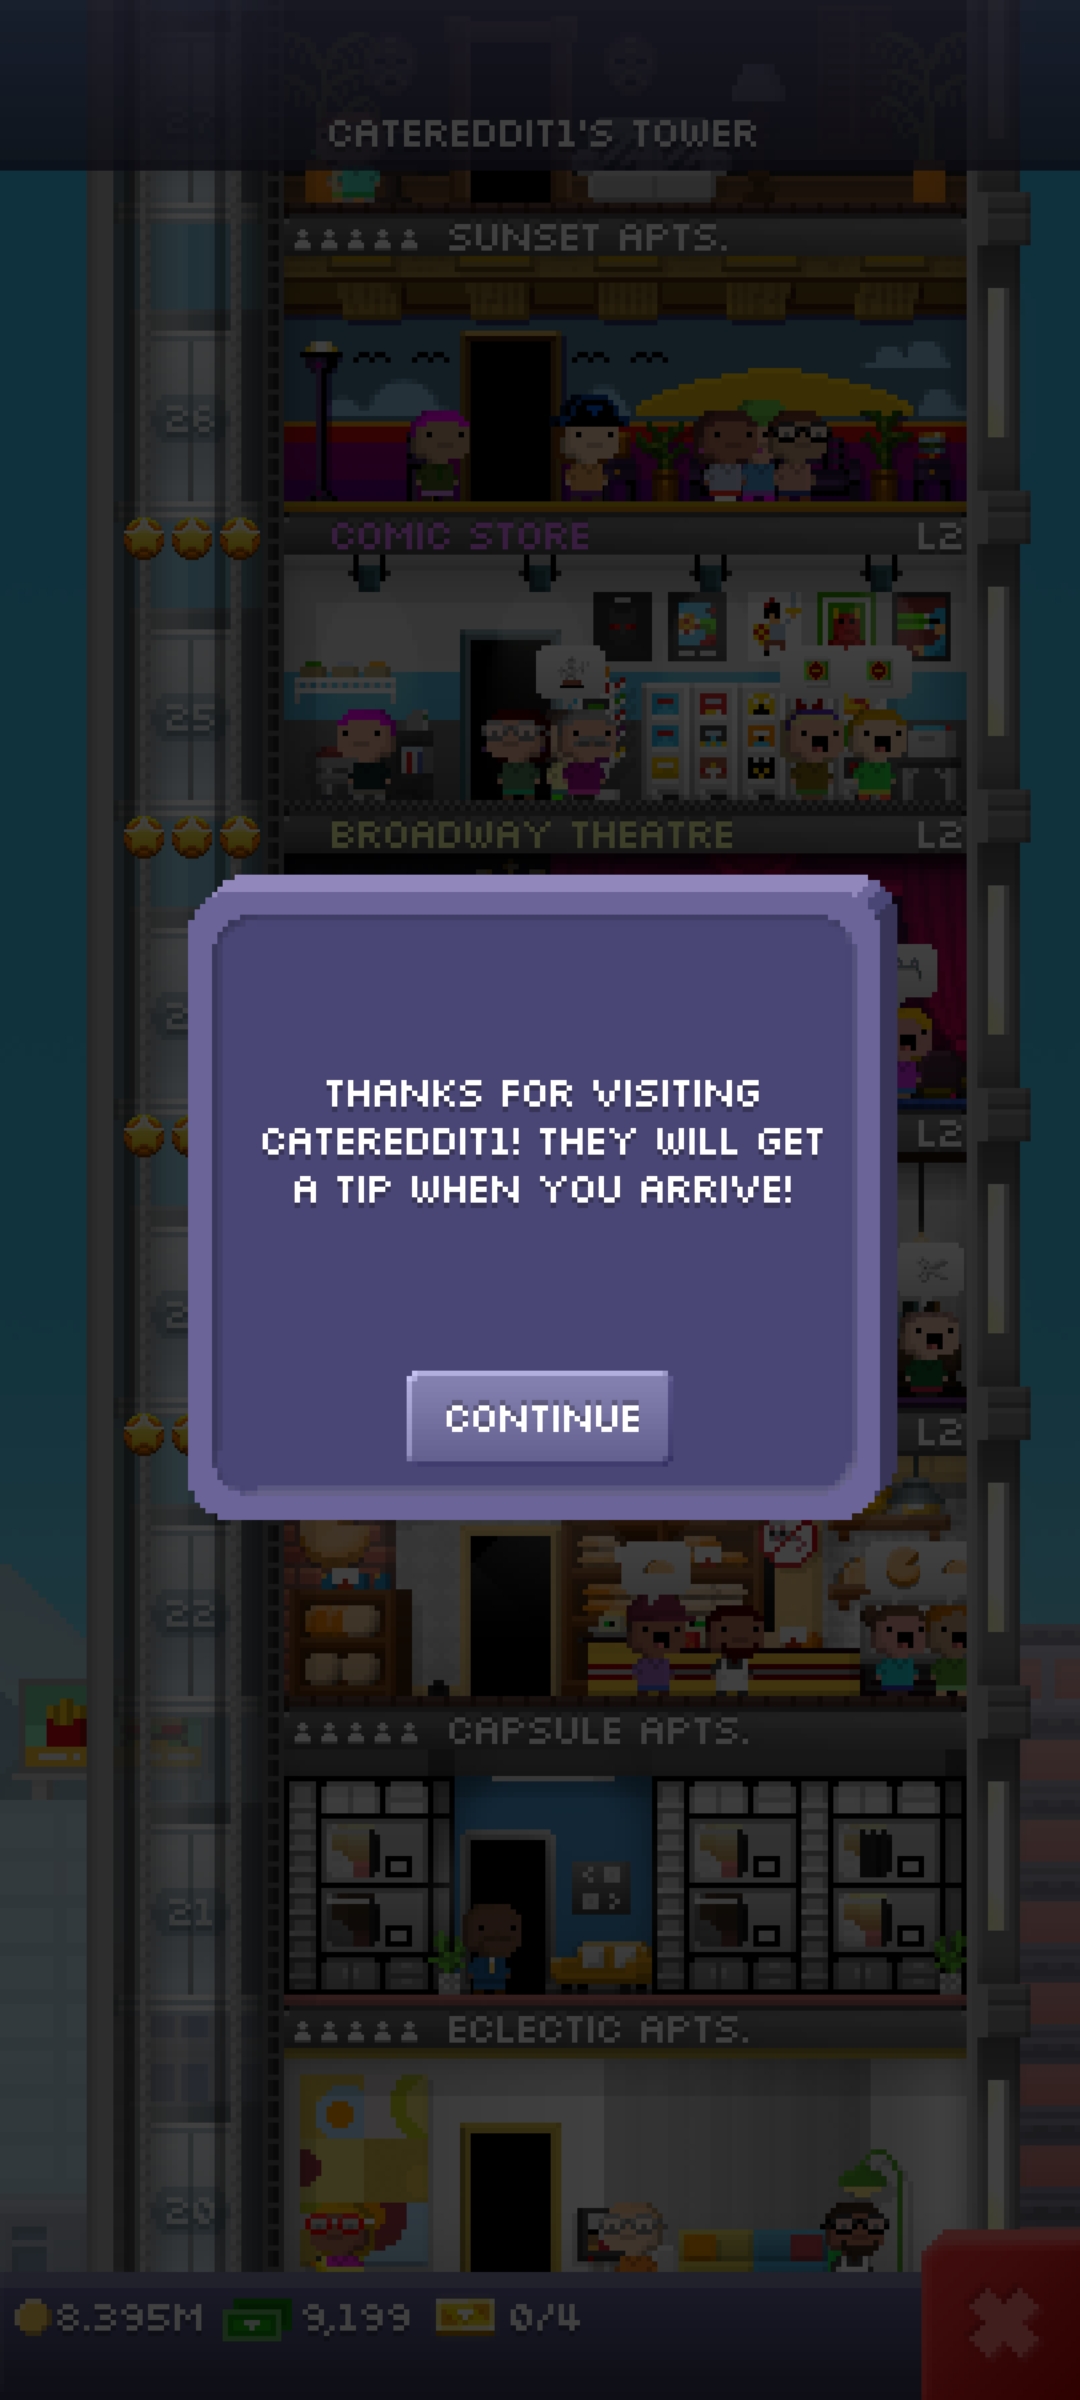 CATEREDDIT1'S TOWER
SUNSET APTS.
26
COMIC STORE L2
25
BROADWAY THEATRE L2
THANKS FOR VISITING
CATEREDDIT1! THEY WILL GET
A TIP WHEN YOU ARRIVE!
L2
CONTINUE
L2
22
CAPSULE APTS.
21
ECLECTIC APTS.
20
8.395M 9,199 0/4